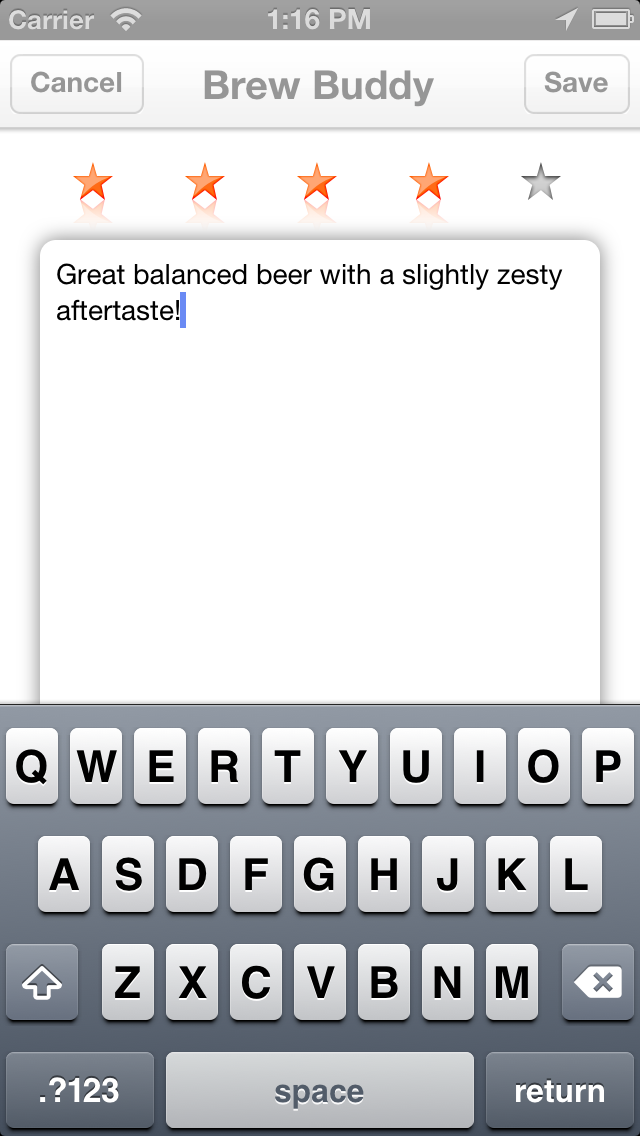 Carrier 1:16 PM
Cancel Brew Buddy Save
Great balanced beer with a slightly zesty
aftertaste!
Q W E R T Y U I O P
A S D F G H J K L
Z X C V B N M
.?123 space return